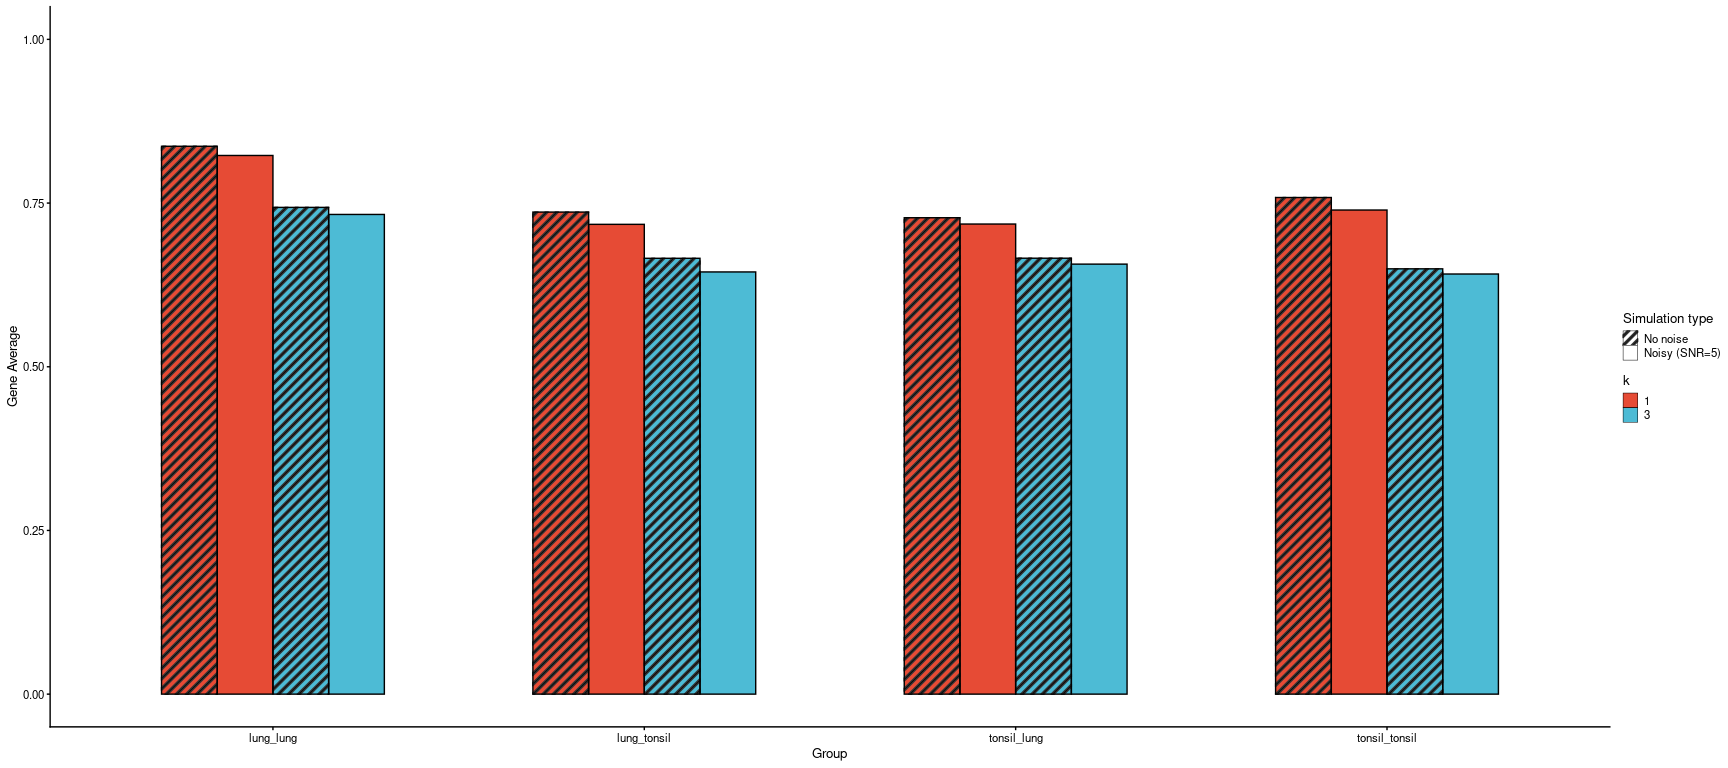 1.00
0.75
0.50
0.25
0.00
Gene Average
lung_lung
lung_tonsil
tonsil_lung
tonsil_tonsil
Group
Simulation type
No noise
Noisy (SNR=5)
k
1
3